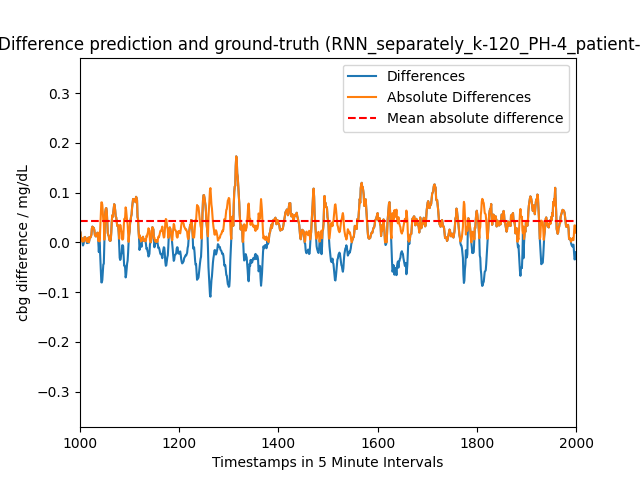 Difference prediction and ground-truth (RNN_separately_k-120_PH-4_patient-
Differences
Absolute Differences
Mean absolute difference
cbg difference / mg/dL
0.3
0.2
0.1
0.0
−0.1
−0.2
−0.3
1000 1200 1400 1600 1800 2000
Timestamps in 5 Minute Intervals